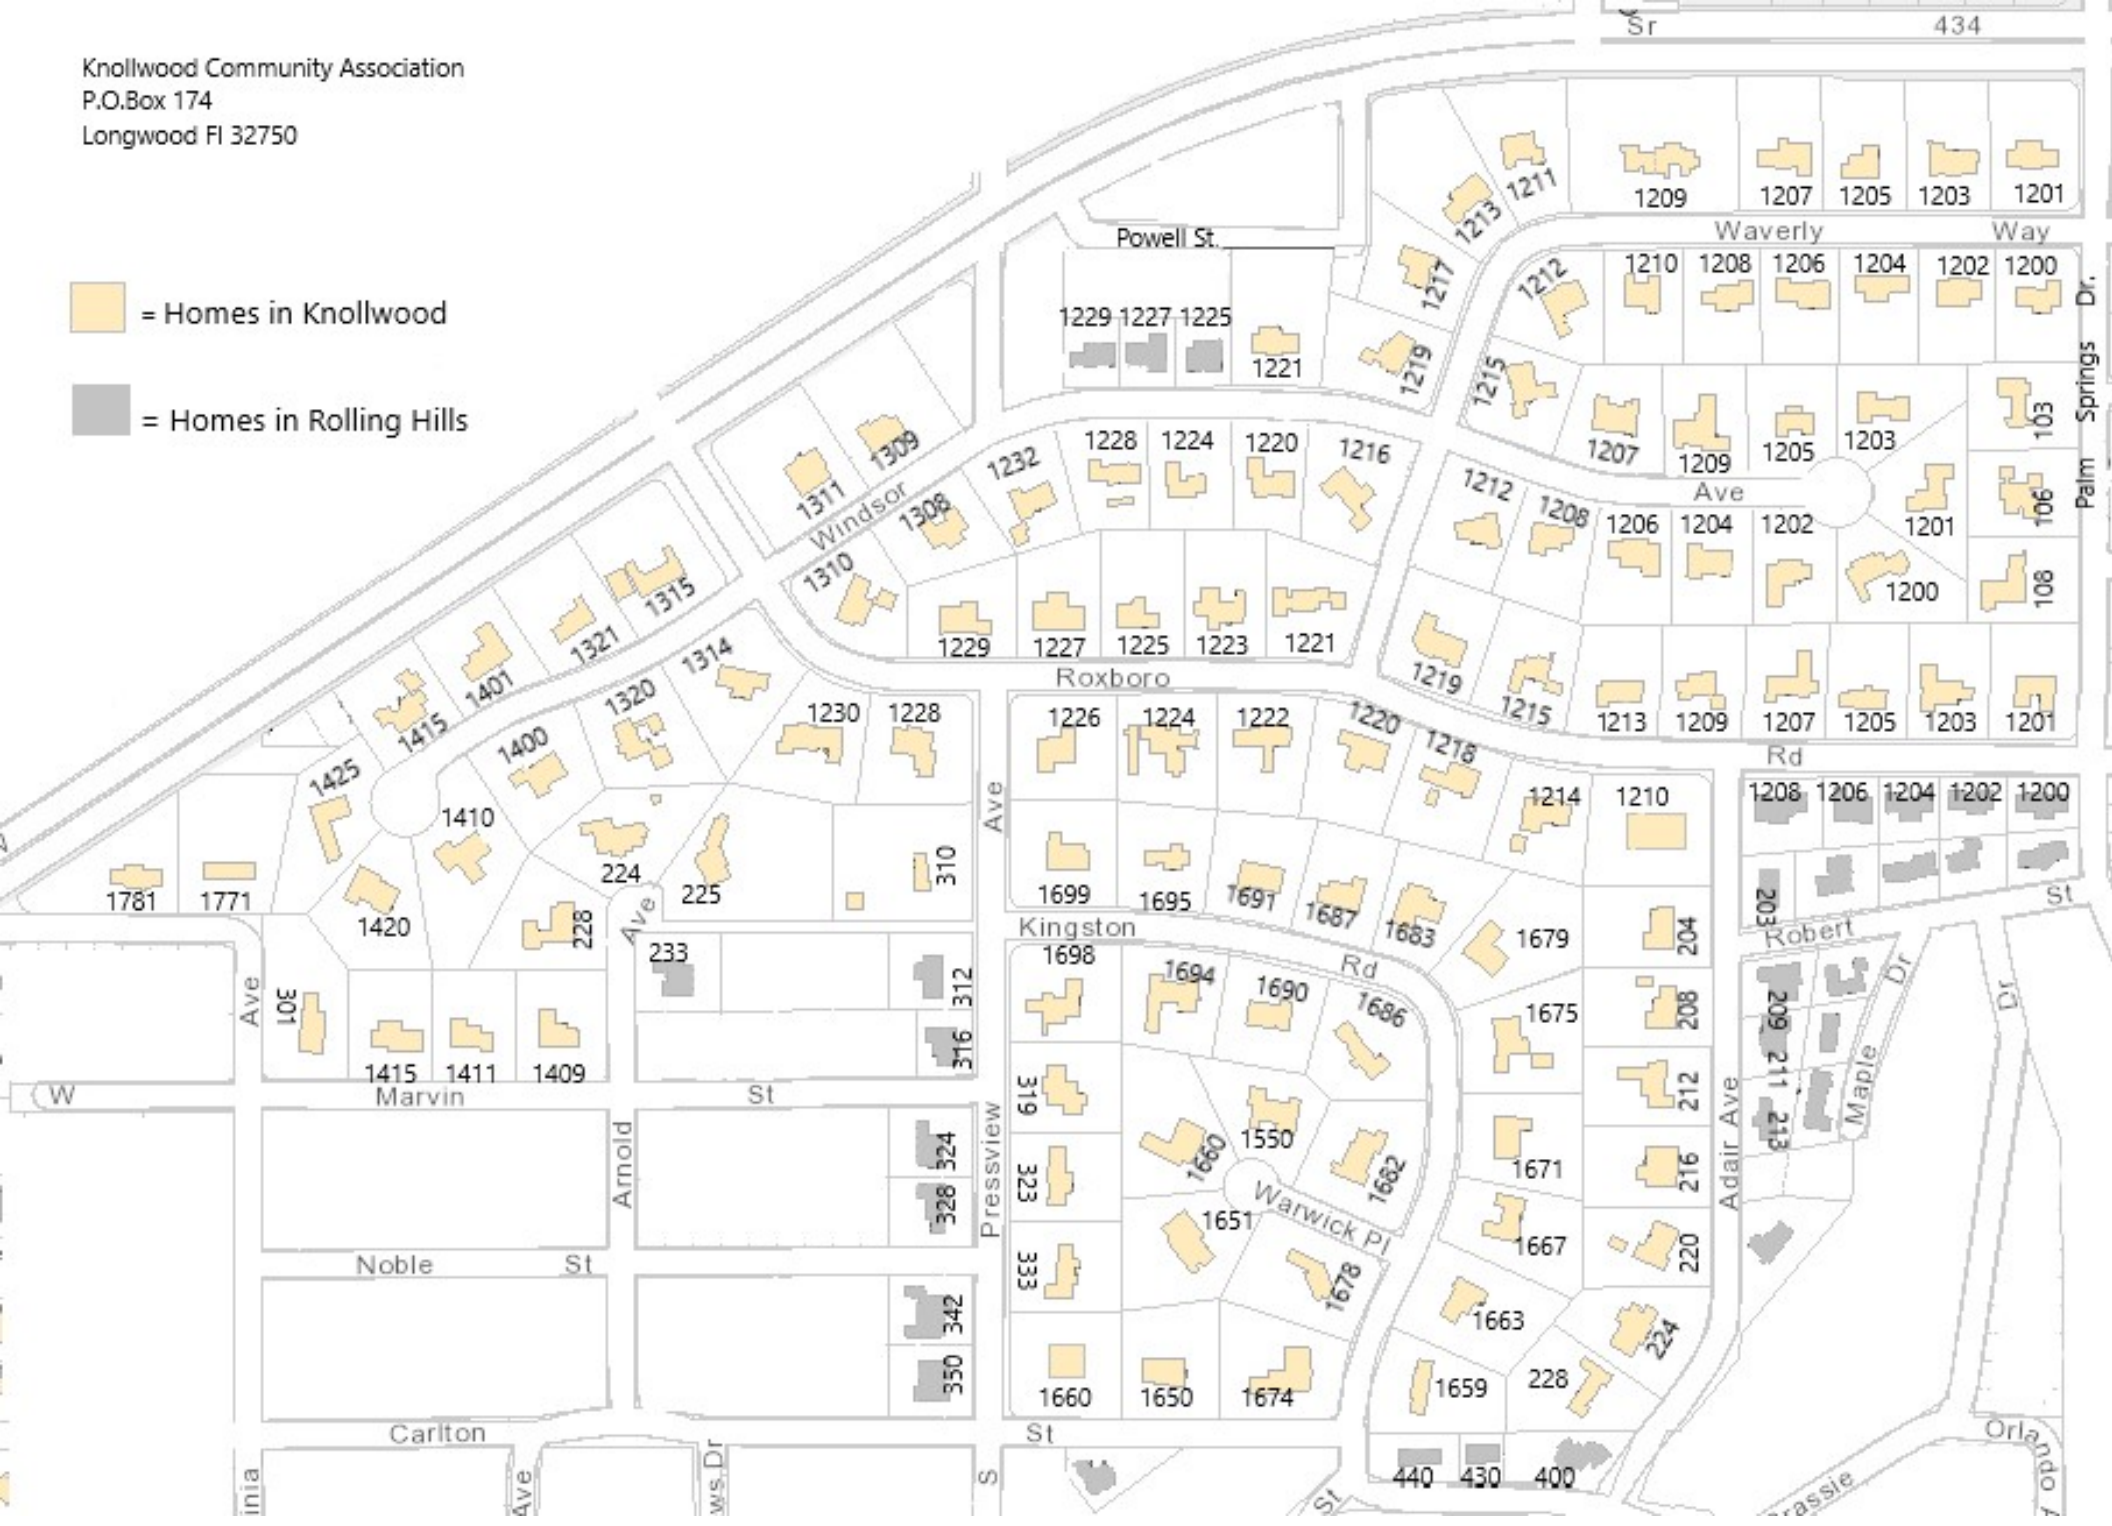 Knollwood Community Association
P.O.Box 174
Longwood Fl 32750
= Homes in Knollwood
= Homes in Rolling Hills
Sr 434
1211
1209 1207 1205 1203 1201
1213
Waverly Way
Powell St.
1217
1212
1210 1208 1206 1204 1202 1200
Palm Springs Dr.
1229 1227 1225
1221
1219
1215
1207 1209 1205 1203
103
1309
1311
Windsor
1308
1232
1228 1224 1220 1216
Ave
1212 1208 1206 1204 1202
1201
106
1200
108
1310
1315
1321
1229 1227 1225 1223 1221
Roxboro
1219 1215 1213 1209 1207 1205 1203 1201
Rd
1314
1320
1401
1415
1400
1230 1228
1226 1224 1222 1220 1218
1214 1210
1208 1206 1204 1202 1200
1425
1410
Ave
1781 1771
1420
224 225
310
228
Ave
1699 1695 1691 1687 1683
1679
204
203
Robert St
Kingston Rd
233
312
316
301
Ave
1698 1694 1690 1686
1675
208
209
211
213
Maple Dr
Dr
1415 1411 1409
W Marvin St
319
1550
1660
1682
1671
212
216
Adair Ave
Arnold
324
328
Pressview
323
1651
Warwick Pl
1667
220
Noble St
333
1678
1663
224
342
350
1660 1650 1674
1659
228
Carlton St
440 430 400
Orlando
rassie
inia
Ave
ws Dr
S
St